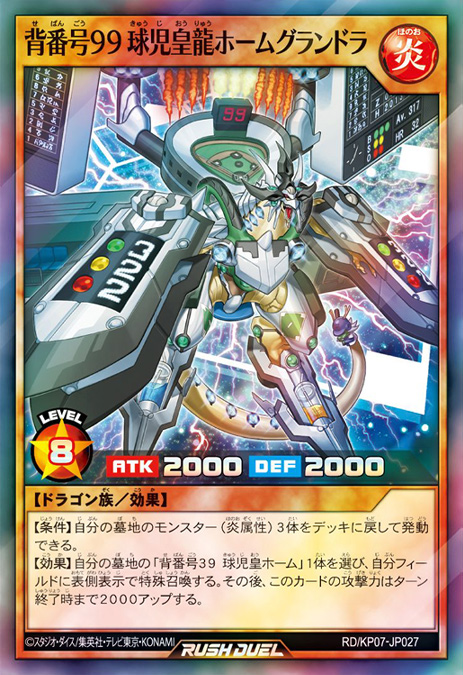 背番号99 球児皇龍ホームグランドラ
炎
ほのお
99
Av.317
HR 32
B
S
O
LEVEL
8
ATK 2000 DEF 2000
【ドラゴン族/効果】
【条件】自分の墓地のモンスター(炎属性)3体をデッキに戻して発動
できる。
【効果】自分の墓地の「背番号39 球児皇ホーム」1体を選び、自分フィー
ルドに表側表示で特殊召喚する。その後、このカードの攻撃力はターン
終了時まで2000アップする。
©スタジオ・ダイス/集英社・テレビ東京・KONAMI
RUSH DUEL
RD/KP07-JP027